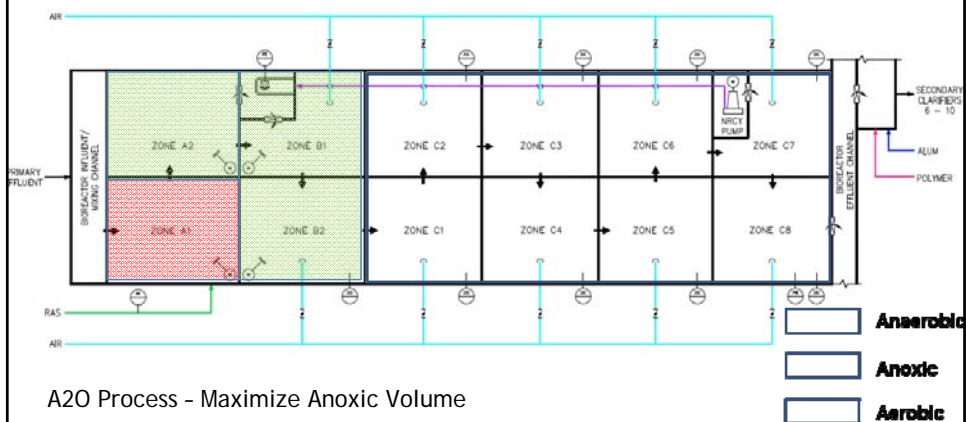 AIR
ZONE A2
ZONE B1
ZONE C2
ZONE C3
ZONE C6
NRCY
PUMP
ZONE C7
SECONDARY
CLARIFIERS
6 - 10
ALUM
POLYMER
PRIMARY
EFFLUENT
BIOREACTOR INFLUENT/
MIXING CHANNEL
BIOREACTOR
EFFLUENT CHANNEL
ZONE A1
ZONE B2
ZONE C1
ZONE C4
ZONE C5
ZONE C8
RAS
AIR
Anaerobic
Anoxic
Aerobic
A2O Process - Maximize Anoxic Volume